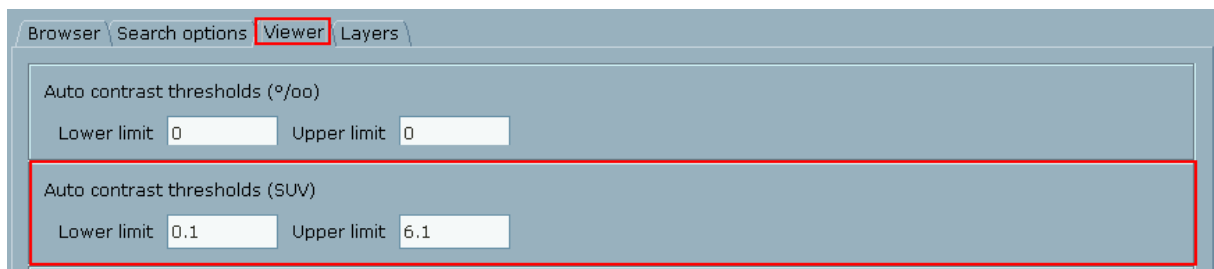 Browser Search options Viewer Layers
Auto contrast thresholds (º/oo)
Lower limit 0 Upper limit 0
Auto contrast thresholds (SUV)
Lower limit 0.1 Upper limit 6.1